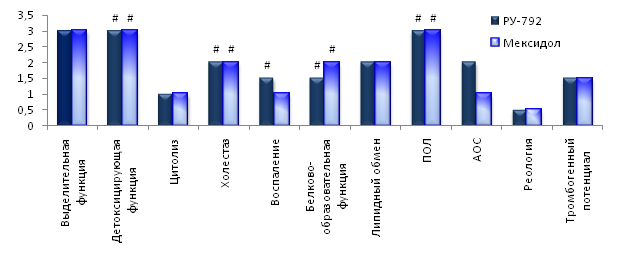 3,5
3
2,5
2
1,5
1
0,5
0
# #
# #
#
# #
# #
РУ-792
Мексидол
Выделительная
функция
Детоксицирующая
функция
Цитолиз
Холестаз
Воспаление
Белково-
образовательная
функция
Липидный обмен
ПОЛ
АОС
Реология
Тромбогенный
потенциал